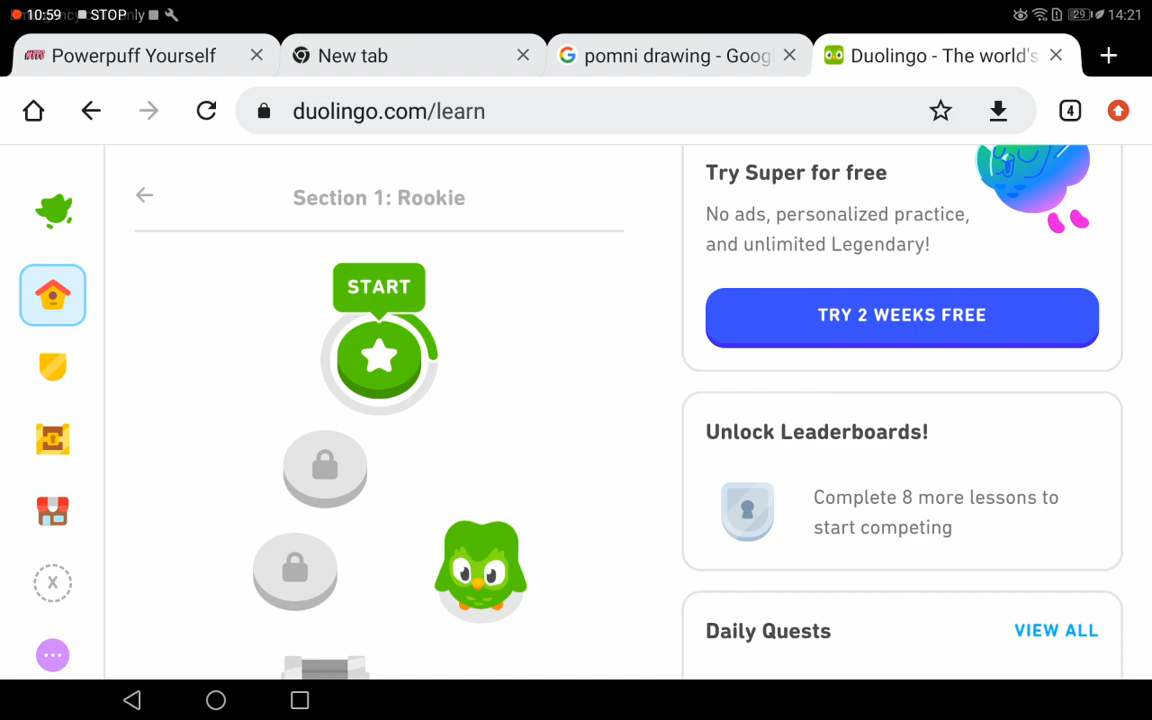 10:59 STOP nly 29 14:21
Powerpuff Yourself
New tab
pomni drawing - Goog
Duolingo - The world's
duolingo.com/learn
4
Section 1: Rookie
START
X
Try Super for free
No ads, personalized practice,
and unlimited Legendary!
TRY 2 WEEKS FREE
Unlock Leaderboards!
Complete 8 more lessons to
start competing
Daily Quests
VIEW ALL